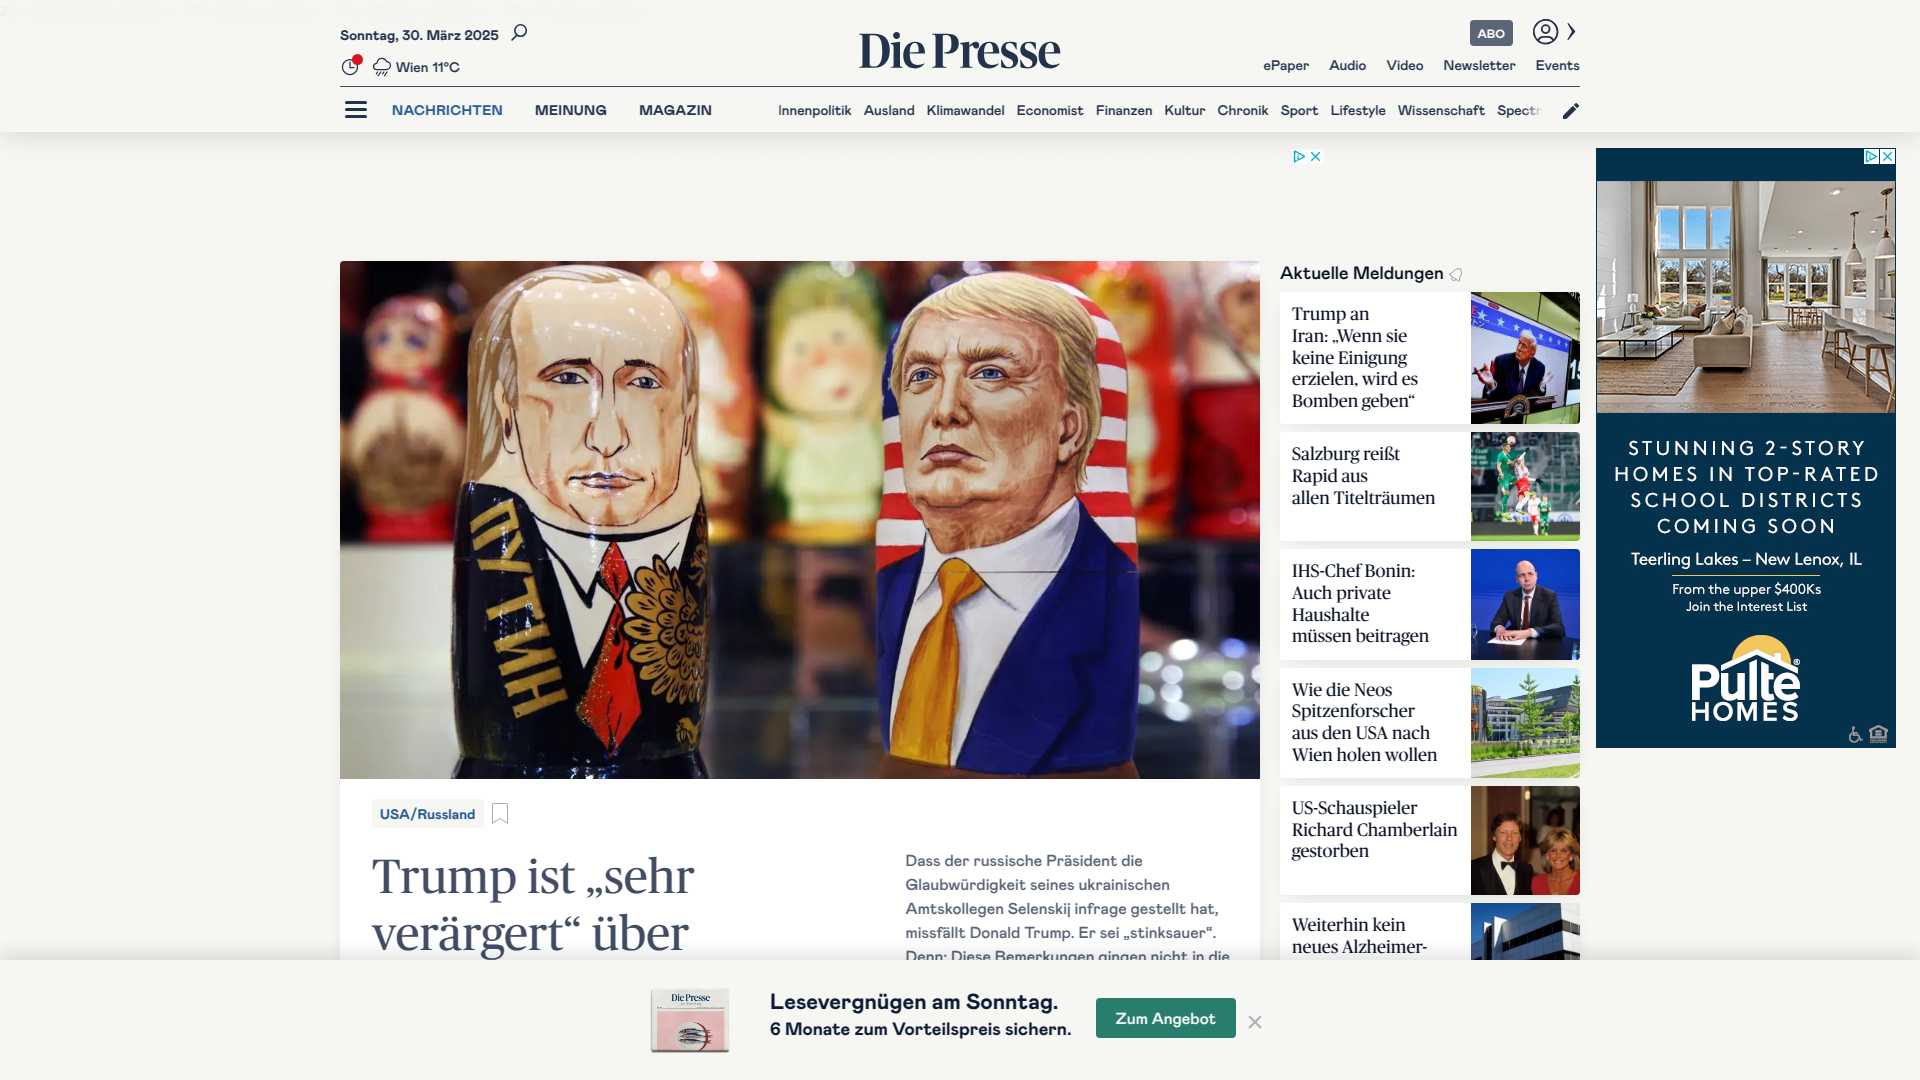 Sonntag, 30. März 2025
Wien 11°C
Die Presse
ABO
ePaper Audio Video Newsletter Events
NACHRICHTEN MEINUNG MAGAZIN Innenpolitik Ausland Klimawandel Economist Finanzen Kultur Chronik Sport Lifestyle Wissenschaft Spectr
ПУТИН
USA/Russland
Trump ist „sehr
verärgert“ über
Dass der russische Präsident die
Glaubwürdigkeit seines ukrainischen
Amtskollegen Selenskij infrage gestellt hat,
missfällt Donald Trump. Er sei „stinksauer“.
Denn: Diese Bemerkungen gingen nicht in die
Aktuelle Meldungen
Trump an
Iran: „Wenn sie
keine Einigung
erzielen, wird es
Bomben geben“
Salzburg reißt
Rapid aus
allen Titelträumen
IHS-Chef Bonin:
Auch private
Haushalte
müssen beitragen
Wie die Neos
Spitzenforscher
aus den USA nach
Wien holen wollen
US-Schauspieler
Richard Chamberlain
gestorben
Weiterhin kein
neues Alzheimer-
STUNNING 2-STORY
HOMES IN TOP-RATED
SCHOOL DISTRICTS
COMING SOON
Teerling Lakes – New Lenox, IL
From the upper $400Ks
Join the Interest List
Pulte®
HOMES
Die Presse
Lesevergnügen am Sonntag.
6 Monate zum Vorteilspreis sichern.
Zum Angebot